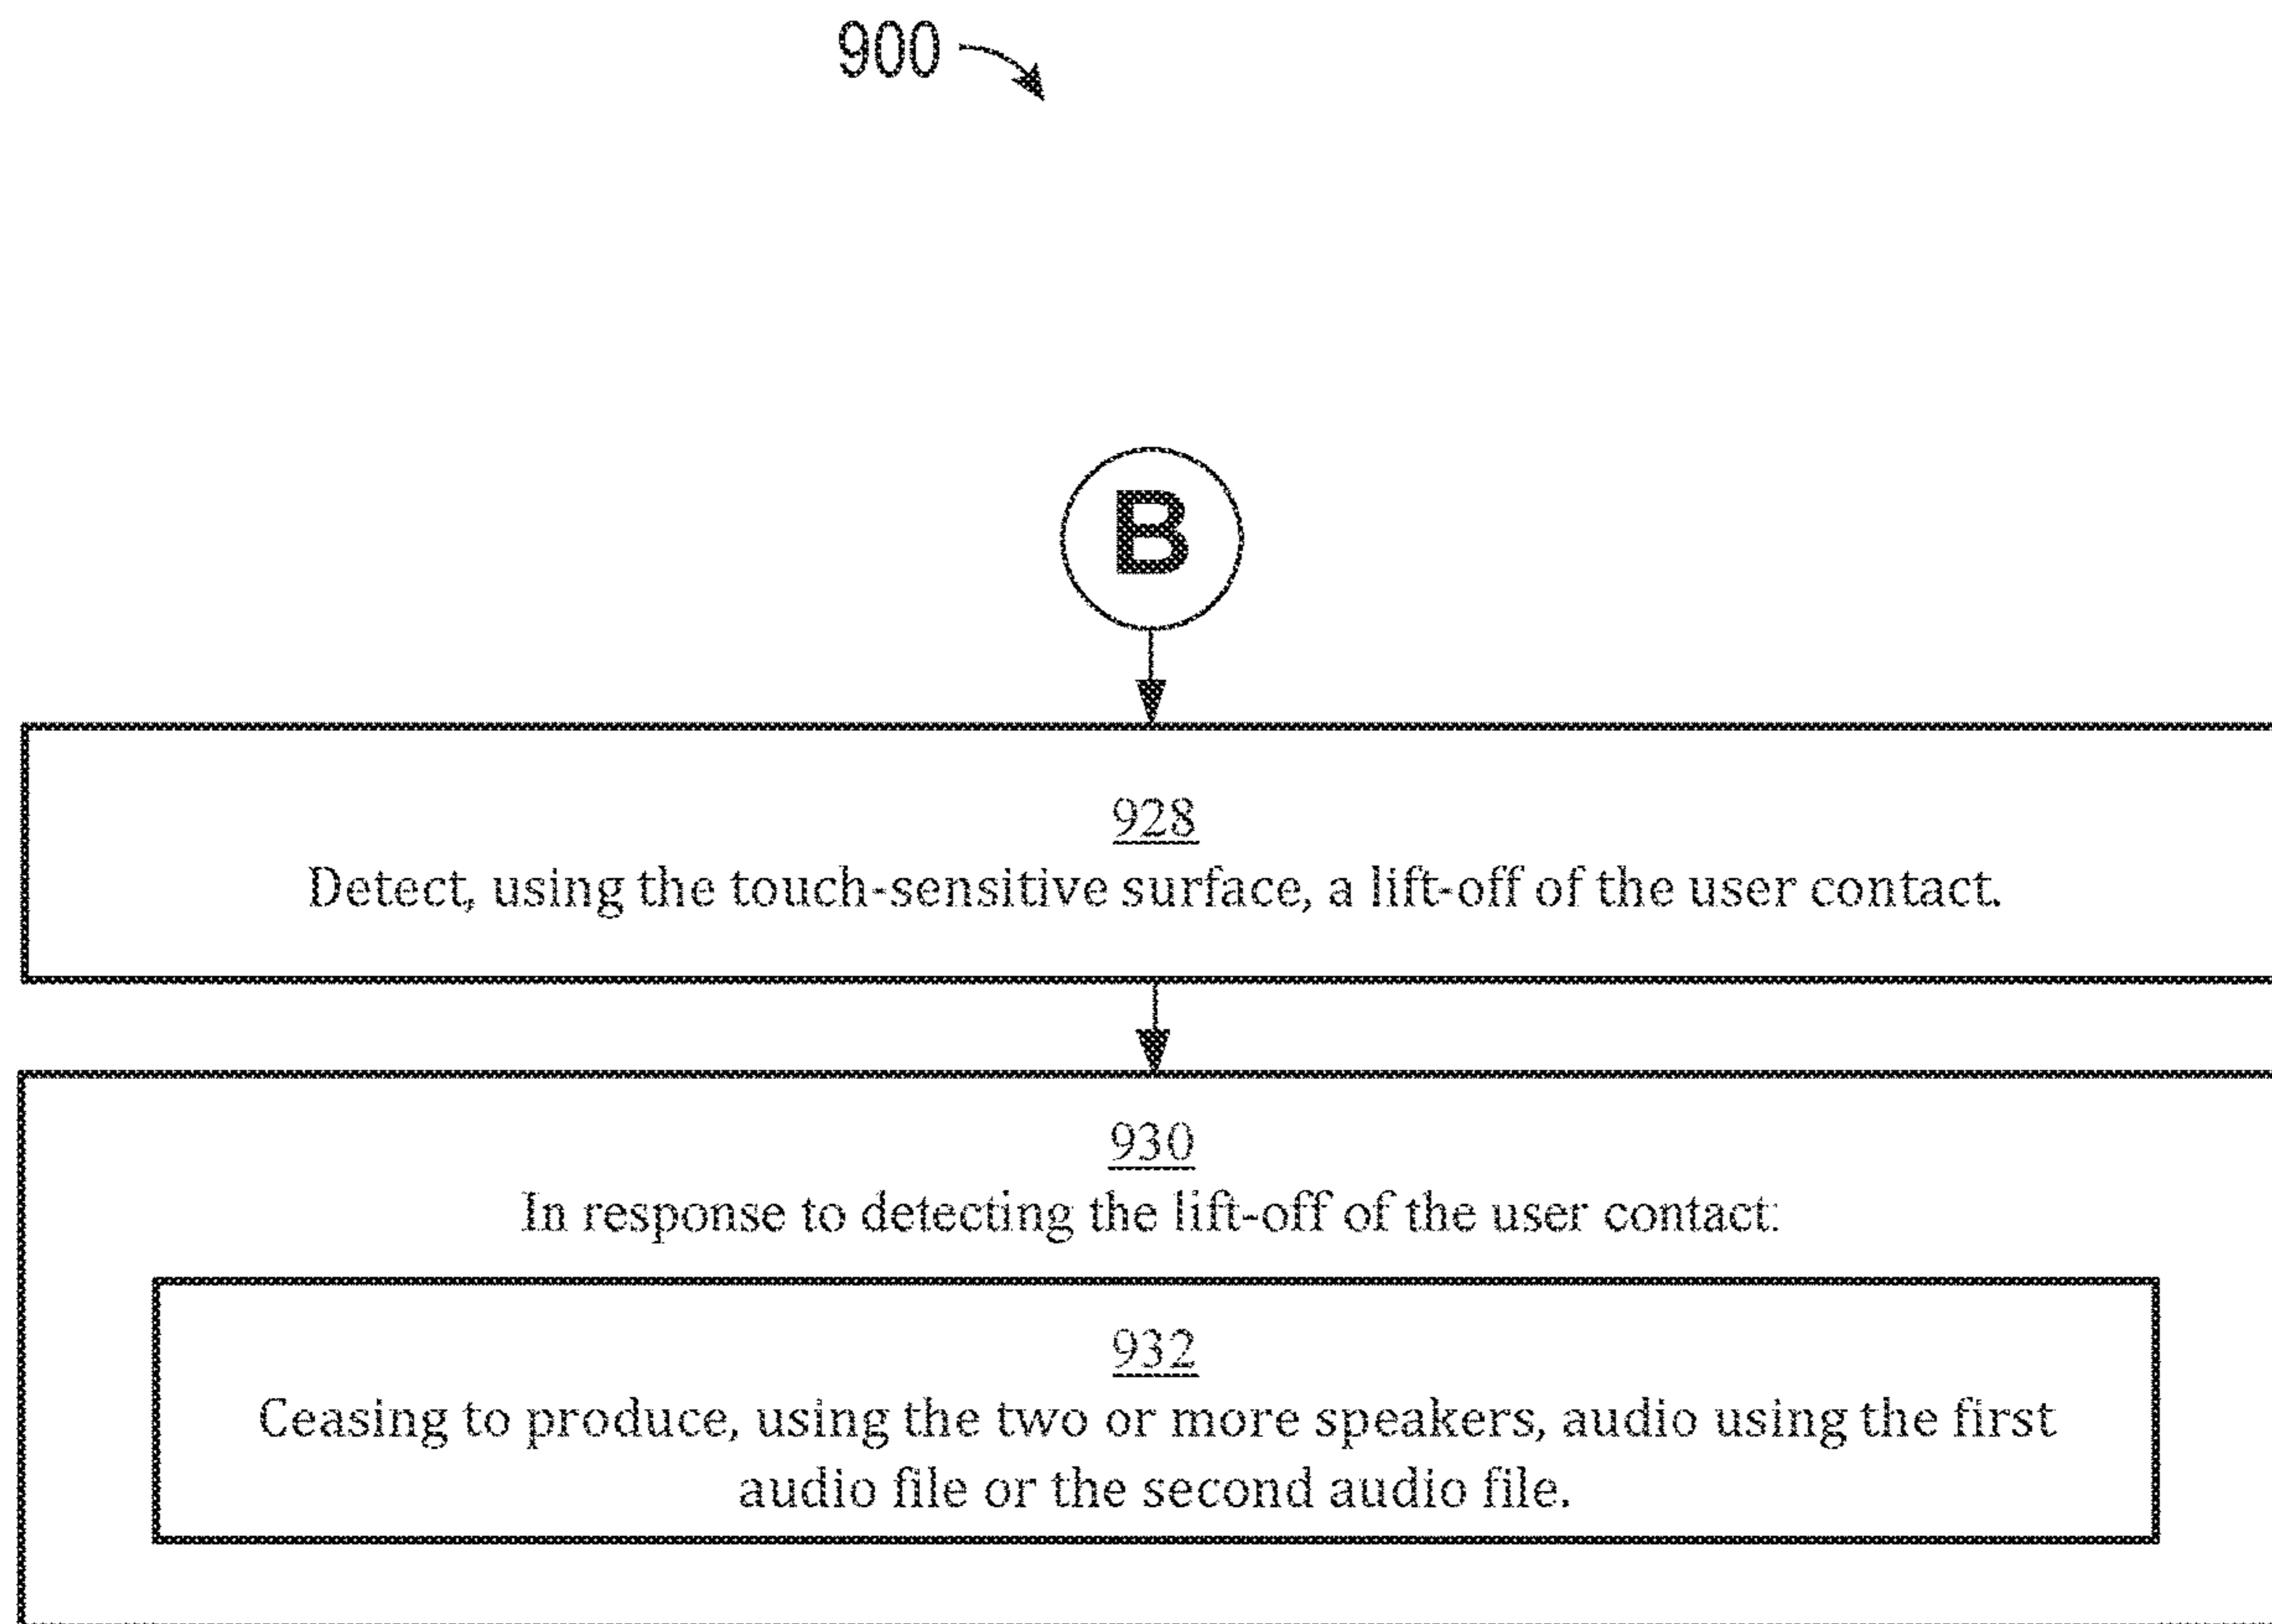 900
B
928
Detect, using the touch-sensitive surface, a lift-off of the user contact.
930
In response to detecting the lift-off of the user contact:
932
Ceasing to produce, using the two or more speakers, audio using the first
audio file or the second audio file.